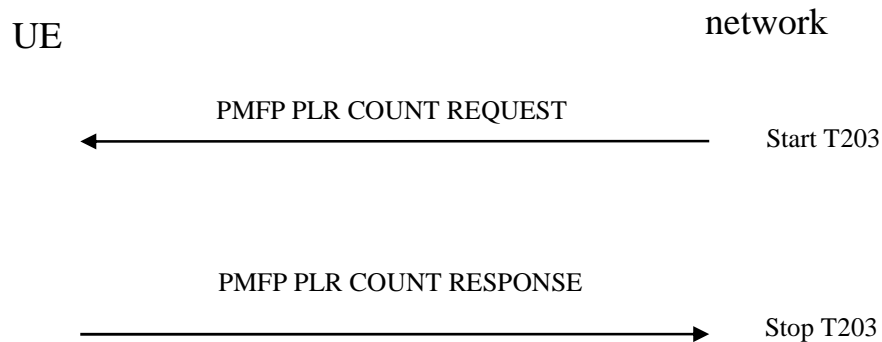 UE
network
PMFP PLR COUNT REQUEST
Start T203
PMFP PLR COUNT RESPONSE
Stop T203